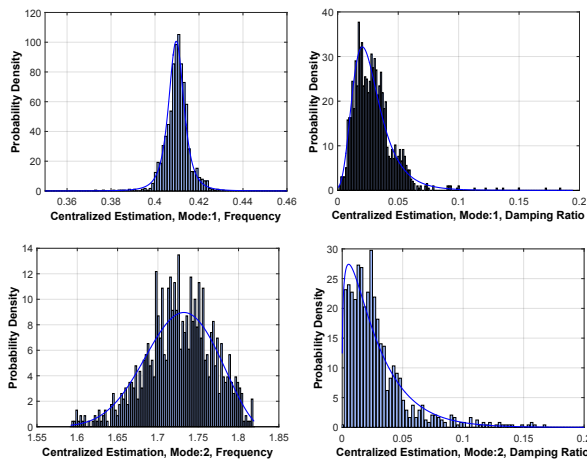 120
100
80
60
40
20
0
Probability Density
0.36 0.38 0.4 0.42 0.44 0.46
Centralized Estimation, Mode:1, Frequency
40
30
20
10
0
Probability Density
0 0.05 0.1 0.15 0.2
Centralized Estimation, Mode:1, Damping Ratio
14
12
10
8
6
4
2
0
Probability Density
1.55 1.6 1.65 1.7 1.75 1.8 1.85
Centralized Estimation, Mode:2, Frequency
30
25
20
15
10
5
0
Probability Density
0 0.05 0.1 0.15 0.2
Centralized Estimation, Mode:2, Damping Ratio